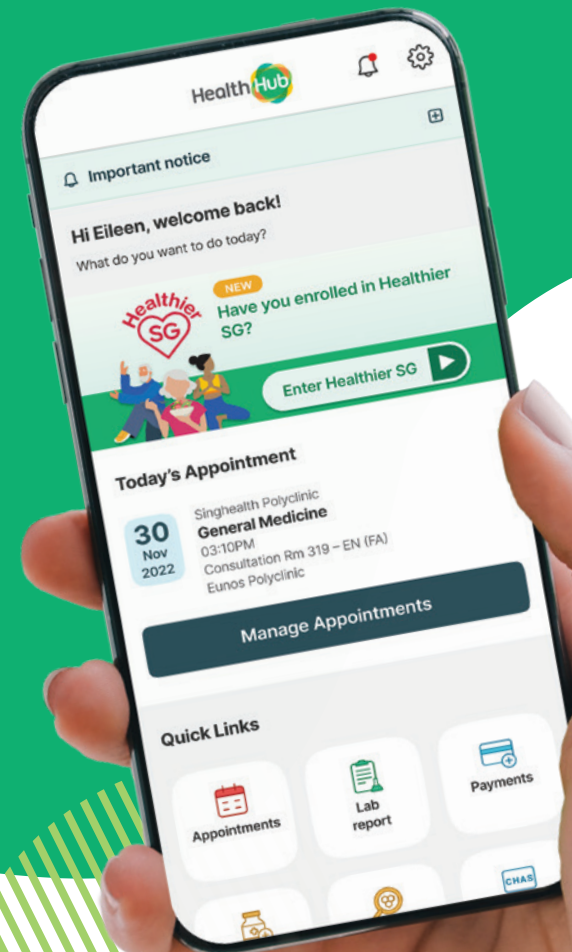 HealthHub
Important notice
Hi Eileen, welcome back!
What do you want to do today?
Healthier
SG
NEW
Have you enrolled in Healthier
SG?
Enter Healthier SG
Today's Appointment
30
Nov
2022
Singhealth Polyclinic
General Medicine
03:10PM
Consultation Rm 319 – EN (FA)
Eunos Polyclinic
Manage Appointments
Quick Links
Appointments
Lab
report
Payments
CHAS